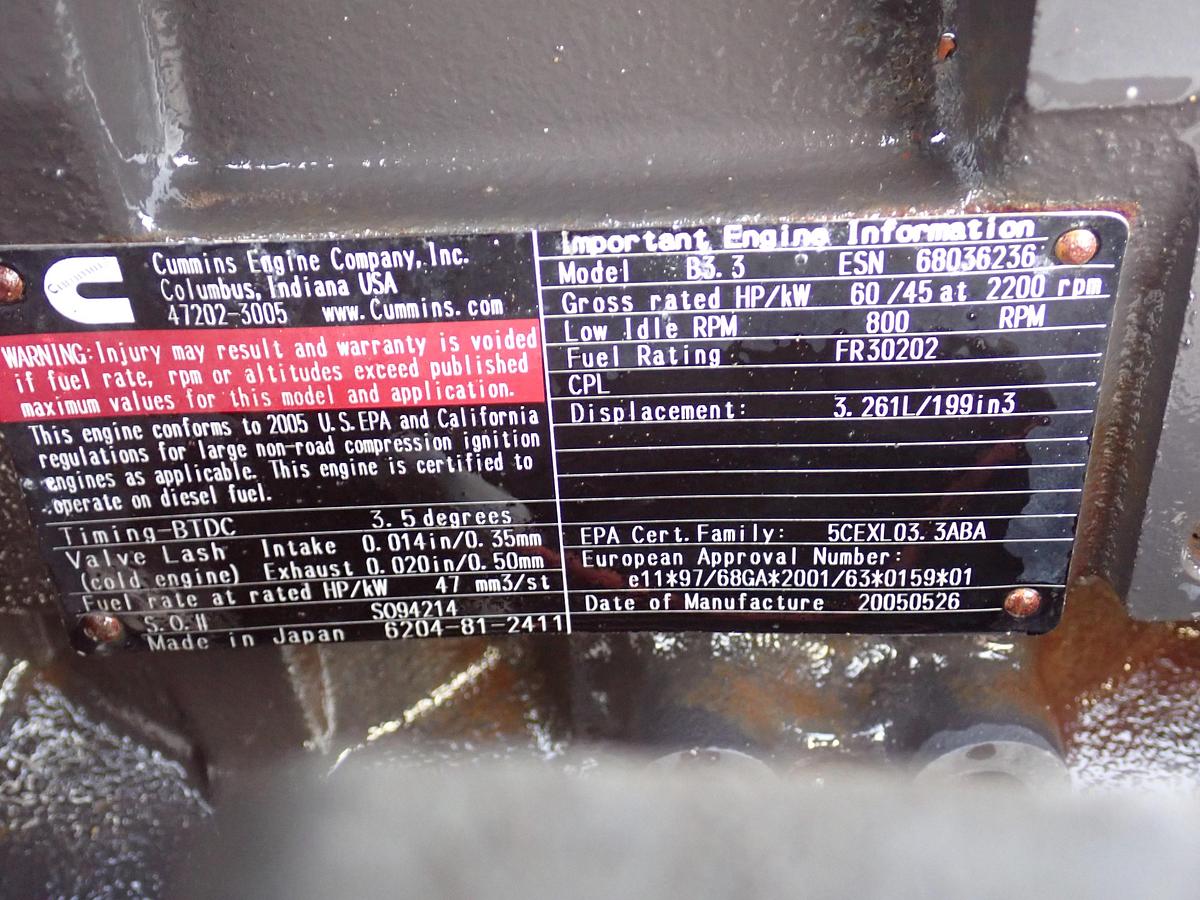 Cummins
Cummins Engine Company, Inc.
Columbus, Indiana USA
47202-3005 www.Cummins.com
WARNING: Injury may result and warranty is voided
if fuel rate, rpm or altitudes exceed published
maximum values for this model and application.
This engine conforms to 2005 U.S.EPA and California
regulations for large non-road compression ignition
engines as applicable. This engine is certified to
operate on diesel fuel.
Timing-BTDC 3.5 degrees
Valve Lash Intake 0.014in/0.35mm
(cold engine) Exhaust 0.020in/0.50mm
Fuel rate at rated HP/kW 47 mm3/st
S.O.# SO94214
Made in Japan 6204-81-2411
Important Engine Information
Model B3.3 ESN 68036236
Gross rated HP/kW 60/45 at 2200 rpm
Low Idle RPM 800 RPM
Fuel Rating FR30202
CPL
Displacement: 3.261L/199in3
EPA Cert.Family: 5CEXL03.3ABA
European Approval Number:
e11*97/68GA*2001/63*0159*01
Date of Manufacture 20050526